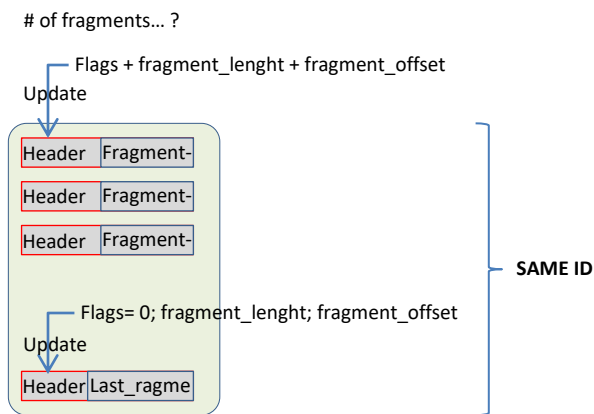 # of fragments… ?
Flags + fragment_lenght + fragment_offset
Update
Header Fragment-
Header Fragment-
Header Fragment-
SAME ID
Flags= 0; fragment_lenght; fragment_offset
Update
Header Last_ragme